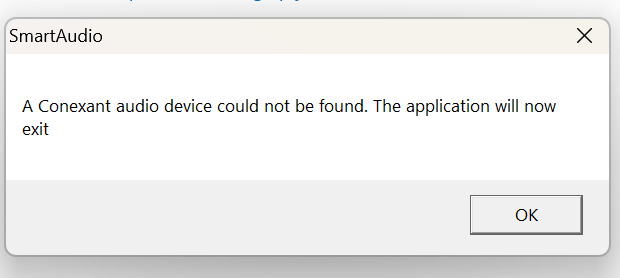 SmartAudio
A Conexant audio device could not be found. The application will now
exit
OK